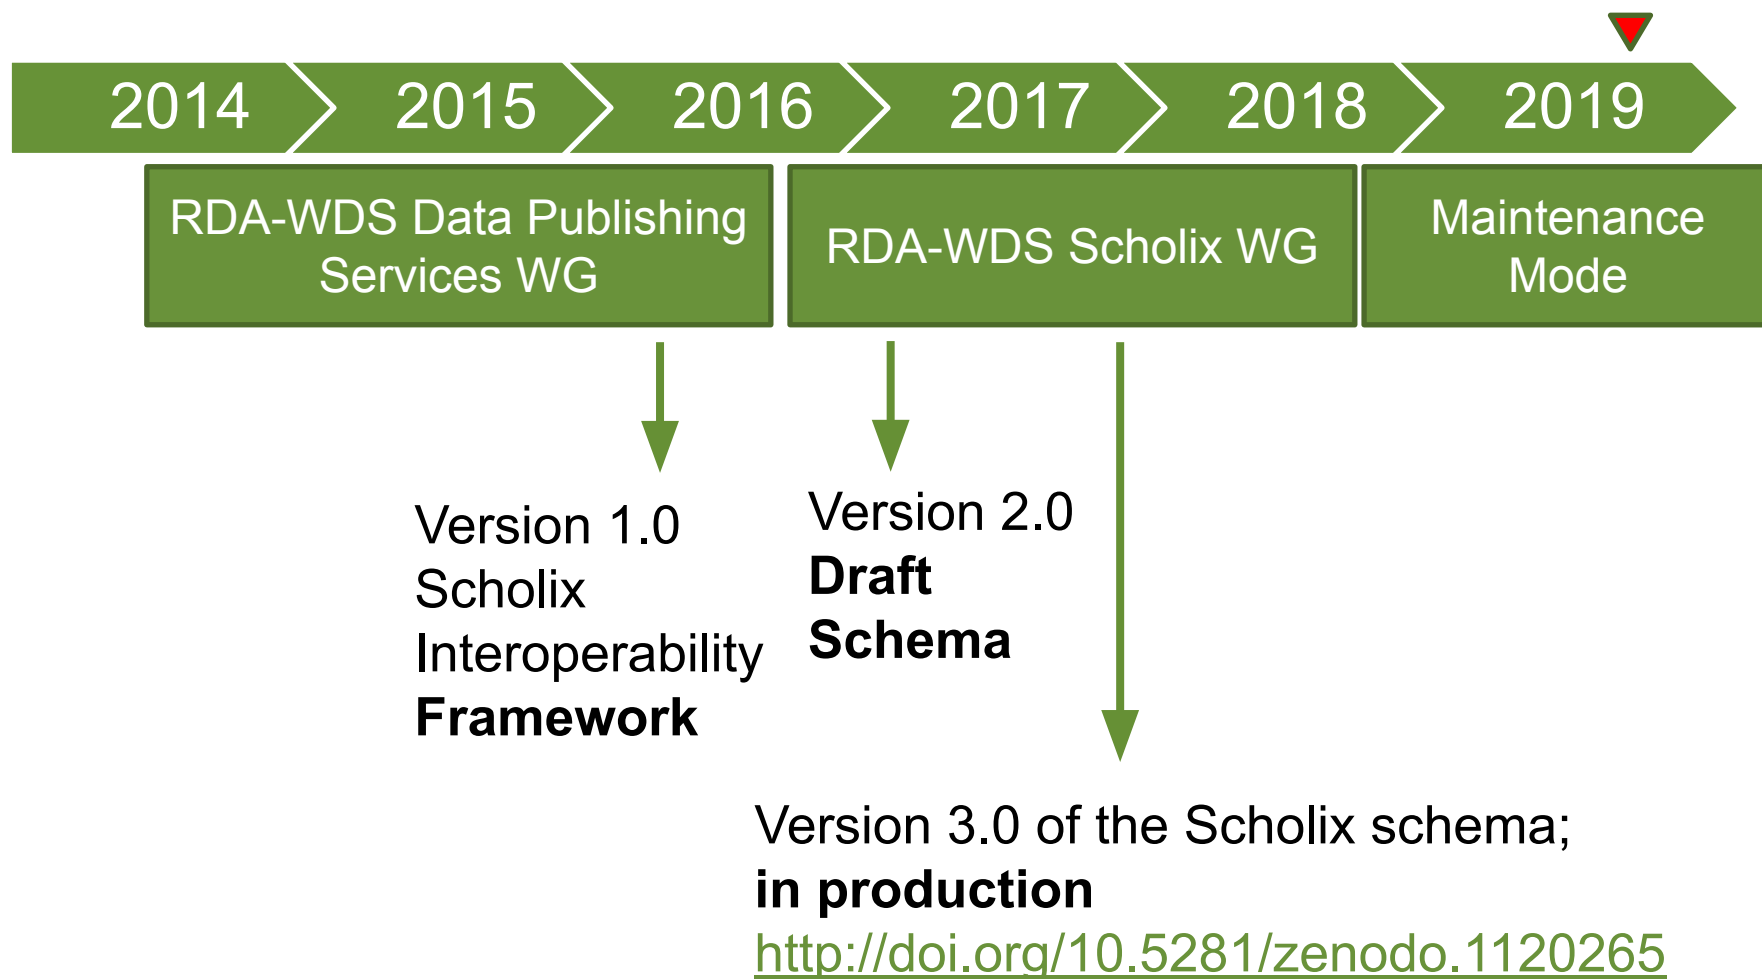 2014 2015 2016 2017 2018 2019
RDA-WDS Data Publishing
Services WG
RDA-WDS Scholix WG
Maintenance
Mode
Version 1.0
Scholix
Interoperability
Framework
Version 2.0
Draft
Schema
Version 3.0 of the Scholix schema;
in production
http://doi.org/10.5281/zenodo.1120265